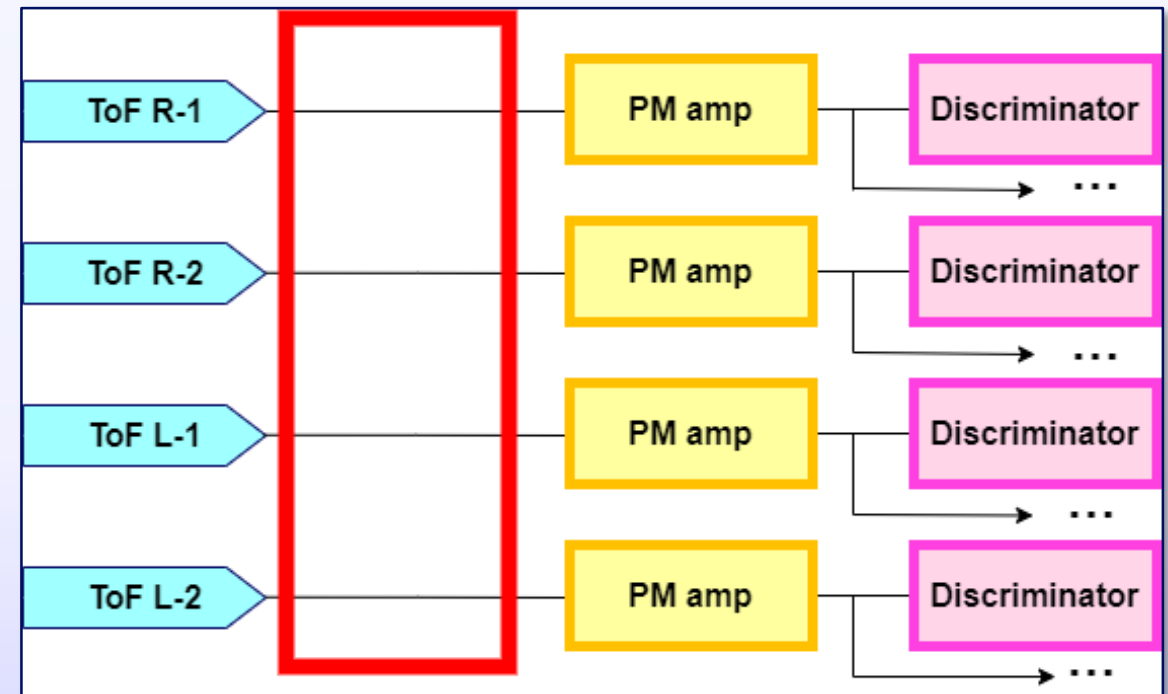 ToF R-1 PM amp Discriminator
...
ToF R-2 PM amp Discriminator
...
ToF L-1 PM amp Discriminator
...
ToF L-2 PM amp Discriminator
...